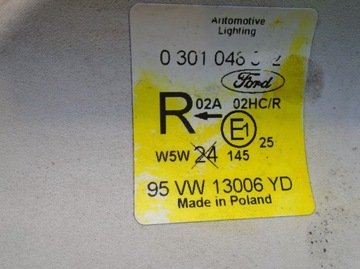 Automotive
Lighting
0 301 048 2
Ford
R 02A 02HC/R
E1
W5W 24 145 25
95 VW 13006 YD
Made in Poland